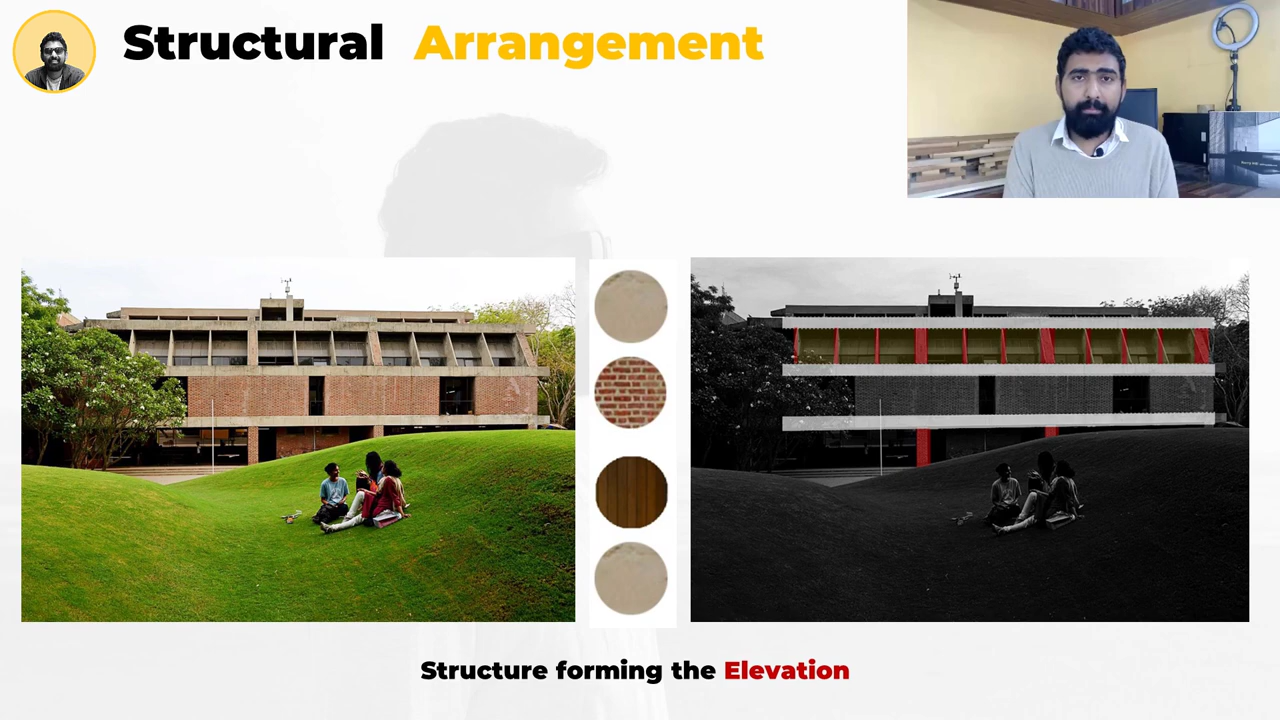 Structural Arrangement
Structure forming the Elevation